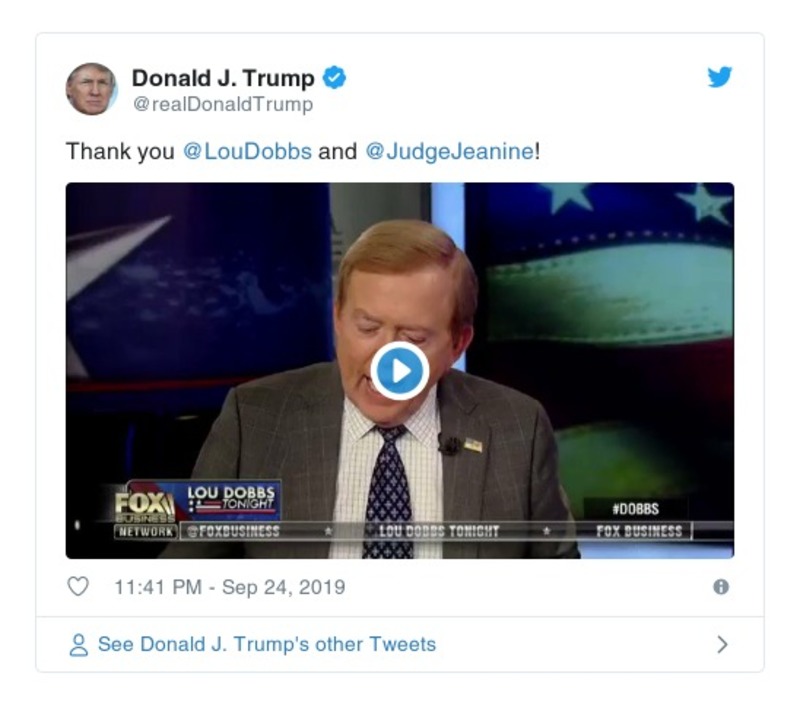 Donald J. Trump
@realDonaldTrump
Thank you @LouDobbs and @JudgeJeanine!
FOX
BUSINESS
NETWORK
LOU DOBBS
TONIGHT
#DOBBS
@FOXBUSINESS
LOU DOBBS TONIGHT
FOX BUSINESS
11:41 PM - Sep 24, 2019
See Donald J. Trump's other Tweets